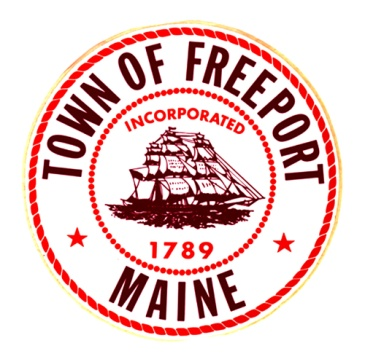 TOWN OF FREEPORT
INCORPORATED
1789
MAINE